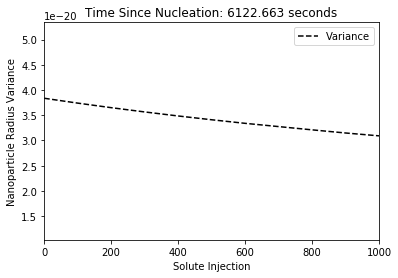 Time Since Nucleation: 6122.663 seconds
1e−20
Variance
5.0
4.5
4.0
3.5
3.0
2.5
2.0
1.5
Nanoparticle Radius Variance
0 200 400 600 800 1000
Solute Injection